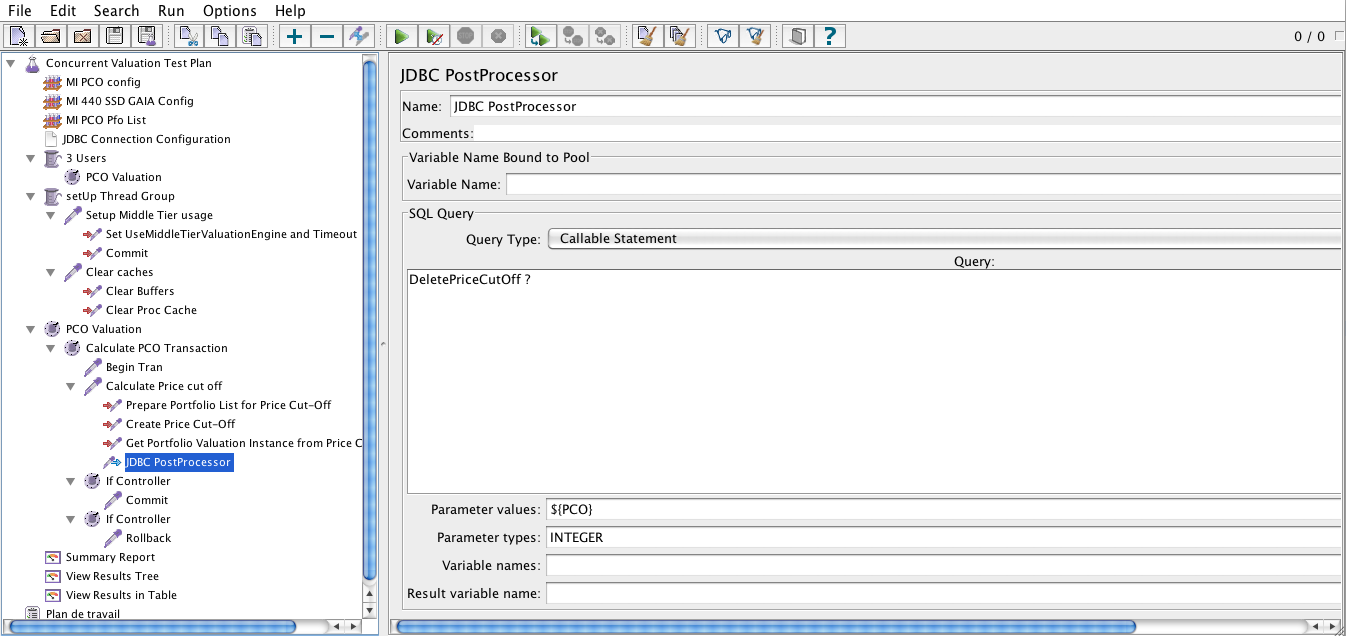 File Edit Search Run Options Help
0 / 0
Concurrent Valuation Test Plan
MI PCO config
MI 440 SSD GAIA Config
MI PCO Pfo List
JDBC Connection Configuration
3 Users
PCO Valuation
setUp Thread Group
Setup Middle Tier usage
Set UseMiddleTierValuationEngine and Timeout
Commit
Clear caches
Clear Buffers
Clear Proc Cache
PCO Valuation
Calculate PCO Transaction
Begin Tran
Calculate Price cut off
Prepare Portfolio List for Price Cut-Off
Create Price Cut-Off
Get Portfolio Valuation Instance from Price C
JDBC PostProcessor
If Controller
Commit
If Controller
Rollback
Summary Report
View Results Tree
View Results in Table
Plan de travail
JDBC PostProcessor
Name: JDBC PostProcessor
Comments:
Variable Name Bound to Pool
Variable Name:
SQL Query
Query Type: Callable Statement
Query:
DeletePriceCutOff ?
Parameter values: ${PCO}
Parameter types: INTEGER
Variable names:
Result variable name: